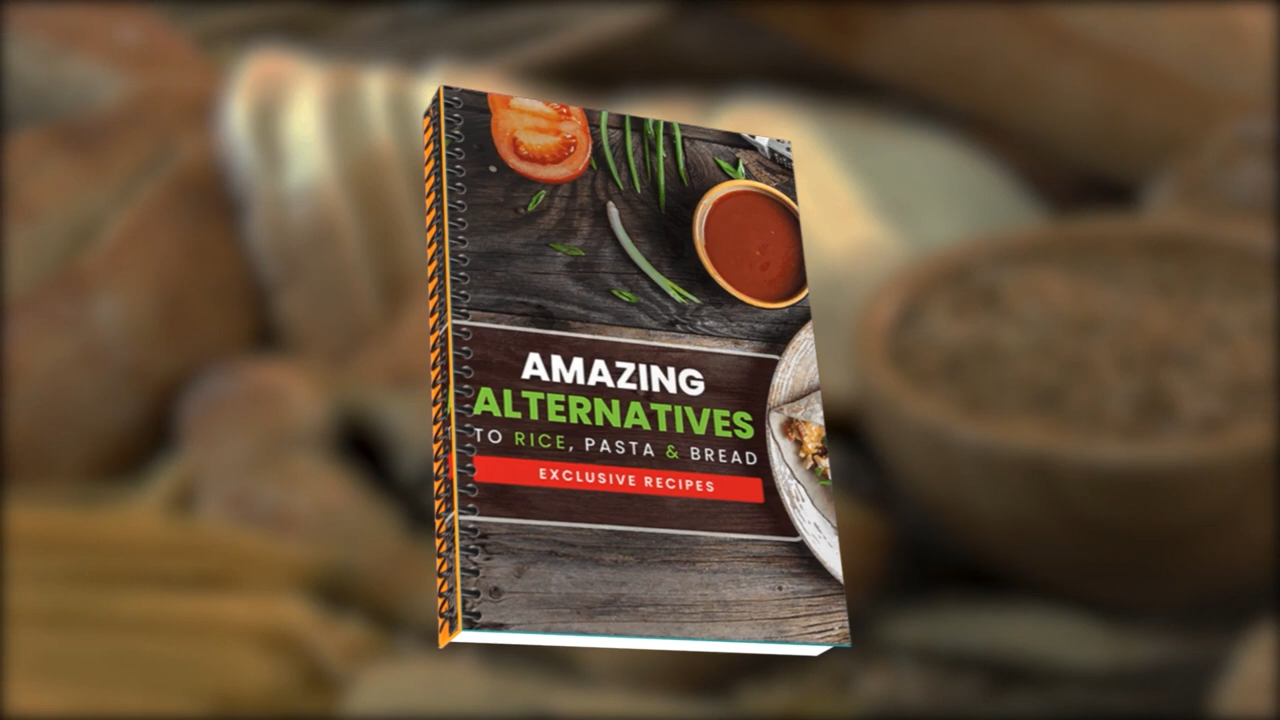 AMAZING
ALTERNATIVES
TO RICE, PASTA & BREAD
EXCLUSIVE RECIPES